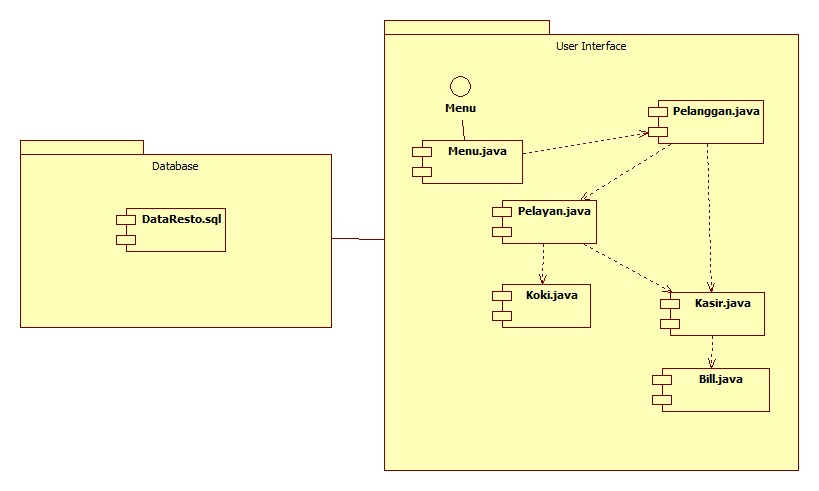 User Interface
Menu
Pelanggan.java
Menu.java
Database
Pelayan.java
DataResto.sql
Koki.java
Kasir.java
Bill.java